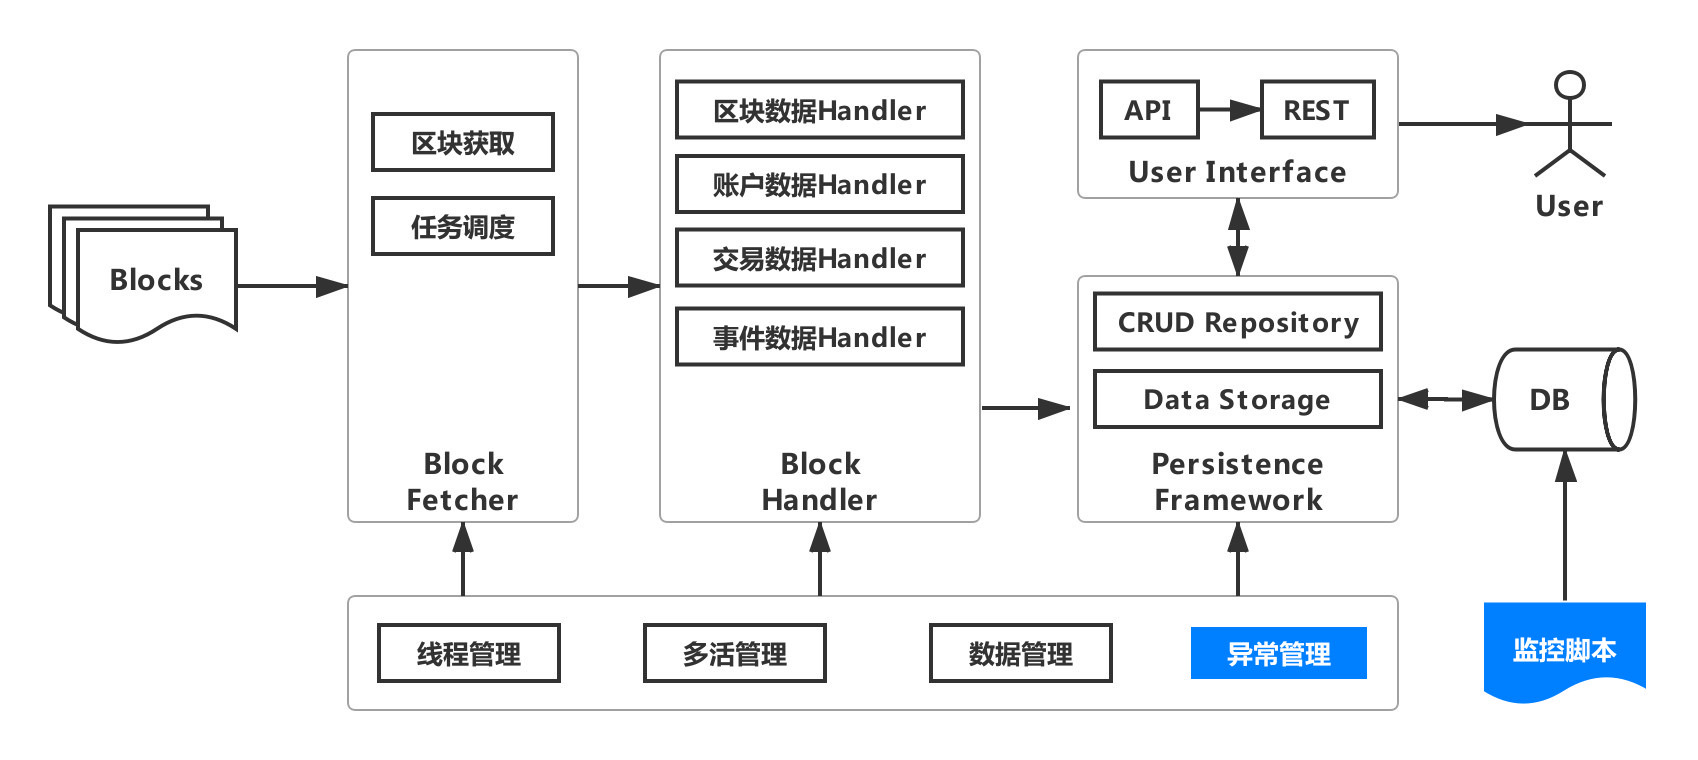 Blocks
区块获取
任务调度
Block
Fetcher
区块数据Handler
账户数据Handler
交易数据Handler
事件数据Handler
Block
Handler
API
REST
User Interface
User
CRUD Repository
Data Storage
Persistence
Framework
DB
线程管理
多活管理
数据管理
异常管理
监控脚本